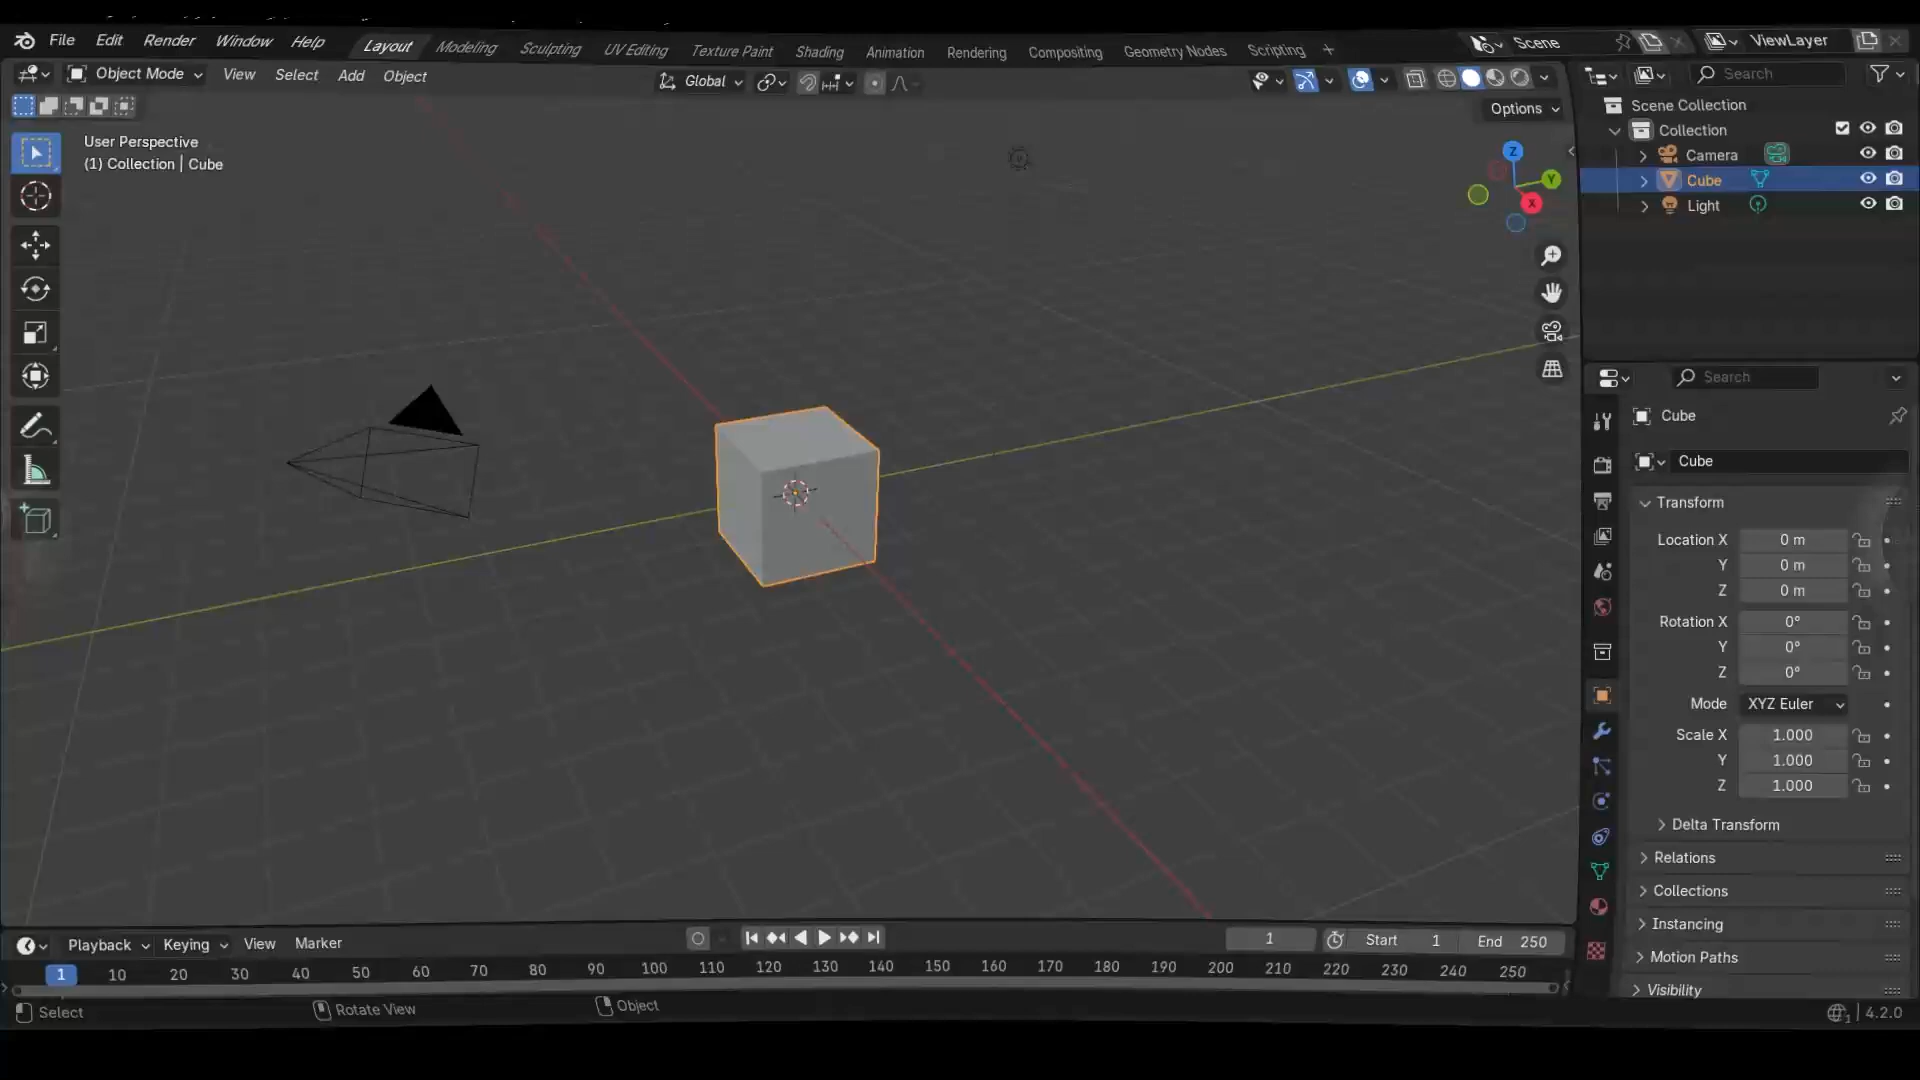 File Edit Render Window Help Layout Modeling Sculpting UV Editing Texture Paint Shading Animation Rendering Compositing Geometry Nodes Scripting + Scene ViewLayer
Object Mode View Select Add Object Global Search
Options
User Perspective
(1) Collection | Cube
Z
Y
X
Scene Collection
Collection
Camera
Cube
Light
Search
Cube
Cube
Transform
Location X 0 m
Y 0 m
Z 0 m
Rotation X 0°
Y 0°
Z 0°
Mode XYZ Euler
Scale X 1.000
Y 1.000
Z 1.000
Delta Transform
Relations
Collections
Instancing
Motion Paths
Visibility
Playback Keying View Marker 1 Start 1 End 250
1 10 20 30 40 50 60 70 80 90 100 110 120 130 140 150 160 170 180 190 200 210 220 230 240 250
Select Rotate View Object 1 | 4.2.0